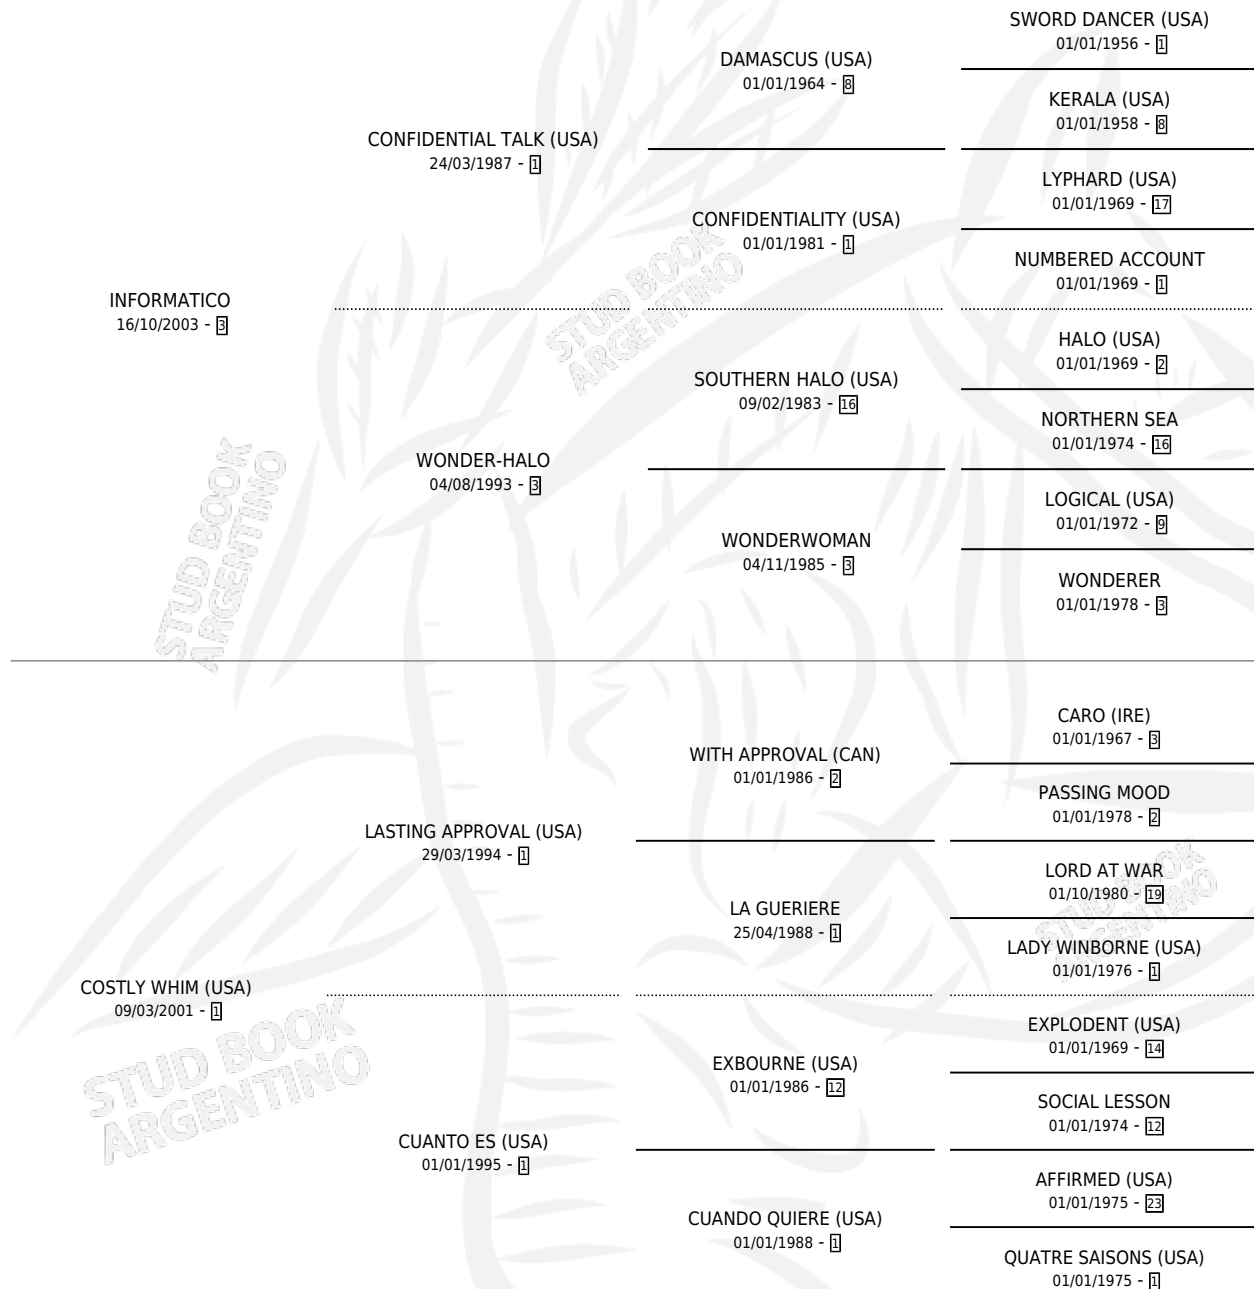 SWORD DANCER (USA)
01/01/1956 - 1
DAMASCUS (USA)
01/01/1964 - 8
KERALA (USA)
01/01/1958 - 8
CONFIDENTIAL TALK (USA)
24/03/1987 - 1
LYPHARD (USA)
01/01/1969 - 17
CONFIDENTIALITY (USA)
01/01/1981 - 1
NUMBERED ACCOUNT
01/01/1969 - 1
INFORMATICO
16/10/2003 - 3
HALO (USA)
01/01/1969 - 2
SOUTHERN HALO (USA)
09/02/1983 - 16
NORTHERN SEA
01/01/1974 - 16
WONDER-HALO
04/08/1993 - 3
LOGICAL (USA)
01/01/1972 - 9
WONDERWOMAN
04/11/1985 - 3
WONDERER
01/01/1978 - 3
CARO (IRE)
01/01/1967 - 3
WITH APPROVAL (CAN)
01/01/1986 - 2
PASSING MOOD
01/01/1978 - 2
LASTING APPROVAL (USA)
29/03/1994 - 1
LORD AT WAR
01/10/1980 - 19
LA GUERIERE
25/04/1988 - 1
LADY WINBORNE (USA)
01/01/1976 - 1
COSTLY WHIM (USA)
09/03/2001 - 1
EXPLODENT (USA)
01/01/1969 - 14
EXBOURNE (USA)
01/01/1986 - 12
SOCIAL LESSON
01/01/1974 - 12
CUANTO ES (USA)
01/01/1995 - 1
AFFIRMED (USA)
01/01/1975 - 23
CUANDO QUIERE (USA)
01/01/1988 - 1
QUATRE SAISONS (USA)
01/01/1975 - 1
STUD BOOK
ARGENTINO
STUD BOOK
ARGENTINO
STUD BOOK
ARGENTINO
STUD BOOK
ARGENTINO